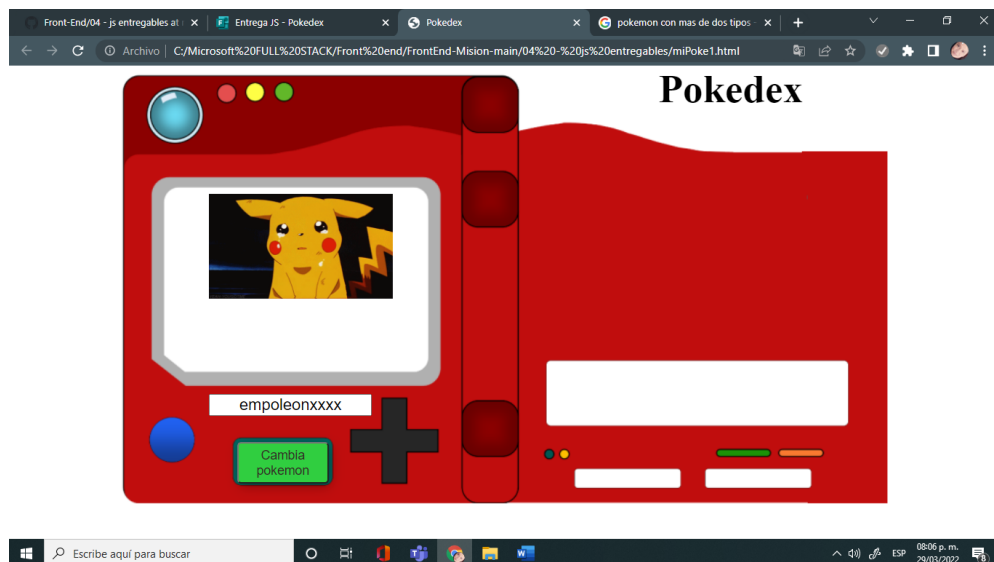 Front-End/04 - js entregables at
Entrega JS - Pokedex
Pokedex
pokemon con mas de dos tipos -
Archivo
C:/Microsoft%20FULL%20STACK/Front%20end/FrontEnd-Mision-main/04%20-%20js%20entregables/miPoke1.html
Pokedex
empoleonxxxx
Cambia
pokemon
Escribe aquí para buscar
ESP
08:06 p. m.
29/03/2022
8